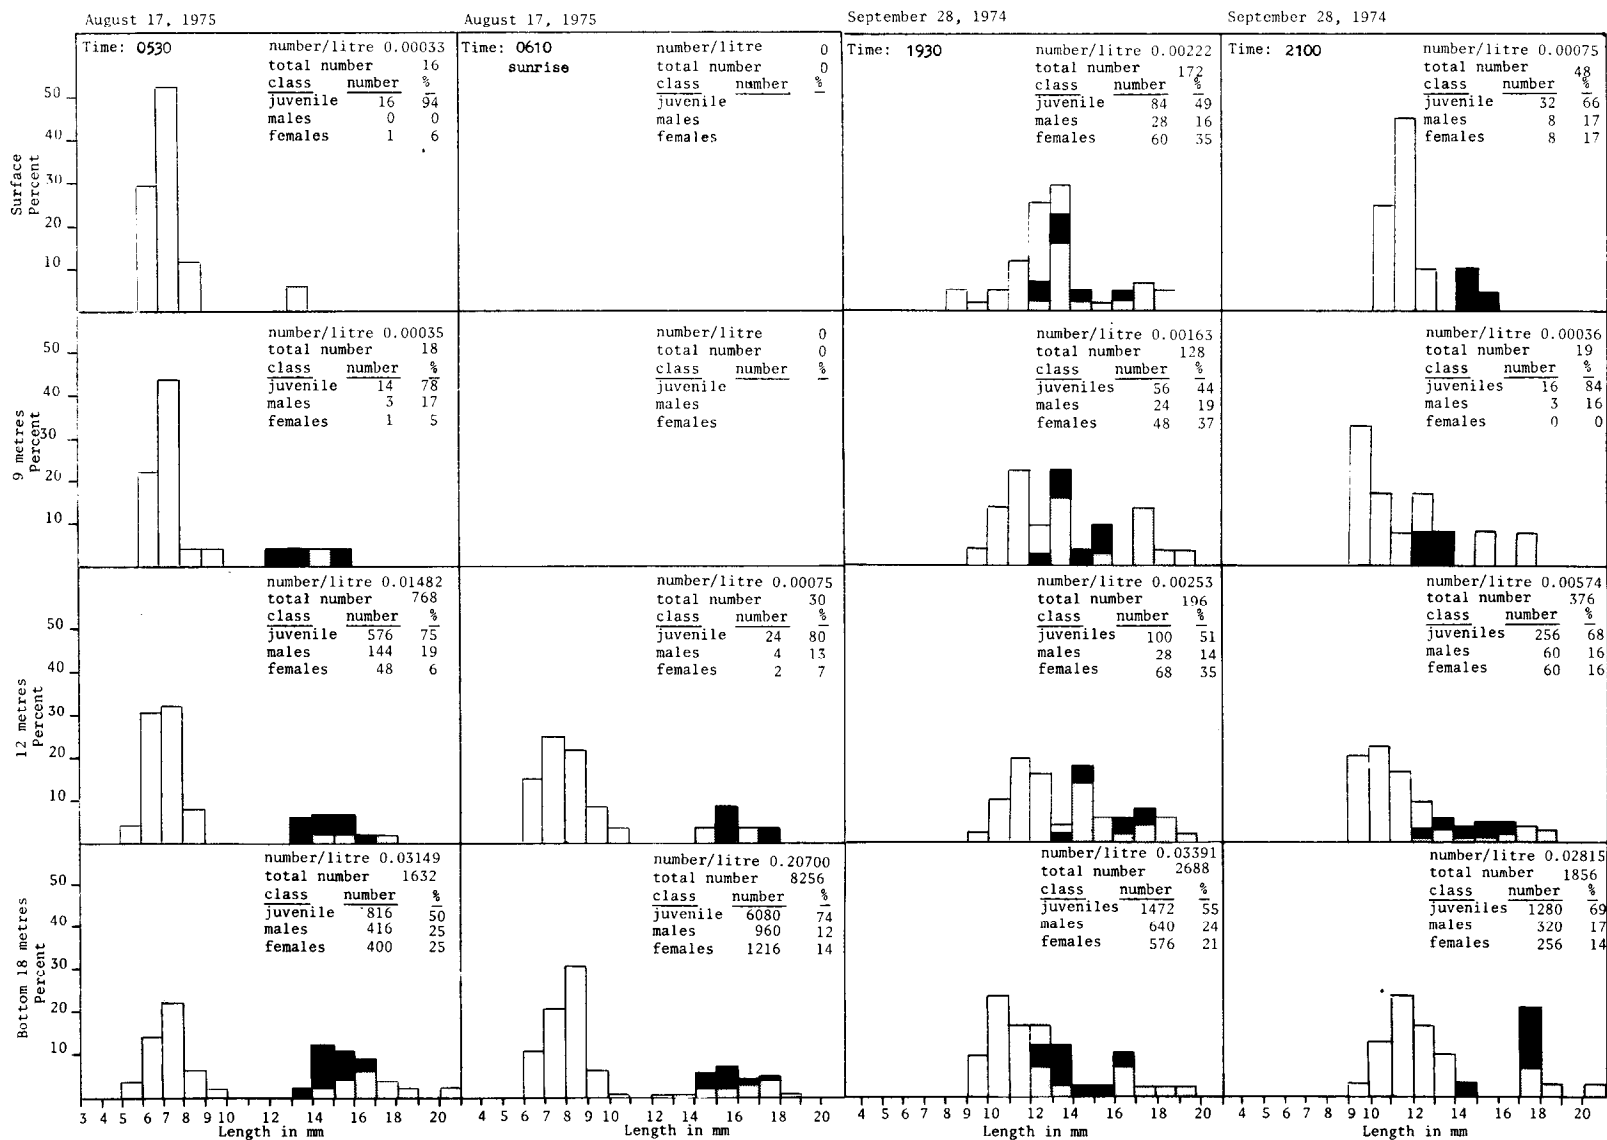 August 17, 1975
August 17, 1975
September 28, 1974
September 28, 1974
Surface
Percent
50
40
30
20
10
Time: 0530
number/litre 0.00033
total number 16
class number %
juvenile 16 94
males 0 0
females 1 6
Time: 0610
sunrise
number/litre 0
total number 0
class number %
juvenile
males
females
Time: 1930
number/litre 0.00222
total number 172
class number %
juvenile 84 49
males 28 16
females 60 35
Time: 2100
number/litre 0.00075
total number 48
class number %
juvenile 32 66
males 8 17
females 8 17
9 metres
Percent
50
40
30
20
10
number/litre 0.00035
total number 18
class number %
juvenile 14 78
males 3 17
females 1 5
number/litre 0
total number 0
class number %
juvenile
males
females
number/litre 0.00163
total number 128
class number %
juveniles 56 44
males 24 19
females 48 37
number/litre 0.00036
total number 19
class number %
juveniles 16 84
males 3 16
females 0 0
12 metres
Percent
50
40
30
20
10
number/litre 0.01482
total number 768
class number %
juvenile 576 75
males 144 19
females 48 6
number/litre 0.00075
total number 30
class number %
juvenile 24 80
males 4 13
females 2 7
number/litre 0.00253
total number 196
class number %
juveniles 100 51
males 28 14
females 68 35
number/litre 0.00574
total number 376
class number %
juveniles 256 68
males 60 16
females 60 16
Bottom 18 metres
Percent
50
40
30
20
10
number/litre 0.03149
total number 1632
class number %
juvenile 816 50
males 416 25
females 400 25
number/litre 0.20700
total number 8256
class number %
juvenile 6080 74
males 960 12
females 1216 14
number/litre 0.03391
total number 2688
class number %
juveniles 1472 55
males 640 24
females 576 21
number/litre 0.02815
total number 1856
class number %
juveniles 1280 69
males 320 17
females 256 14
3 4 5 6 7 8 9 10 12 14 16 18 20
Length in mm
4 5 6 7 8 9 10 12 14 16 18 20
Length in mm
4 5 6 7 8 9 10 12 14 16 18 20
Length in mm
4 5 6 7 8 9 10 12 14 16 18 20
Length in mm